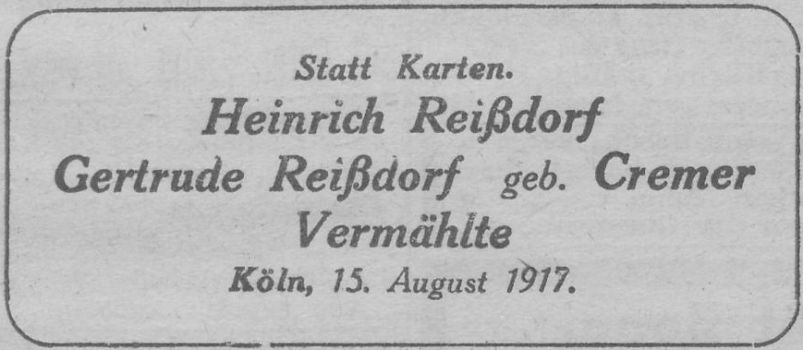 Statt Karten.
Heinrich Reißdorf
Gertrude Reißdorf geb. Cremer
Vermählte
Köln, 15. August 1917.